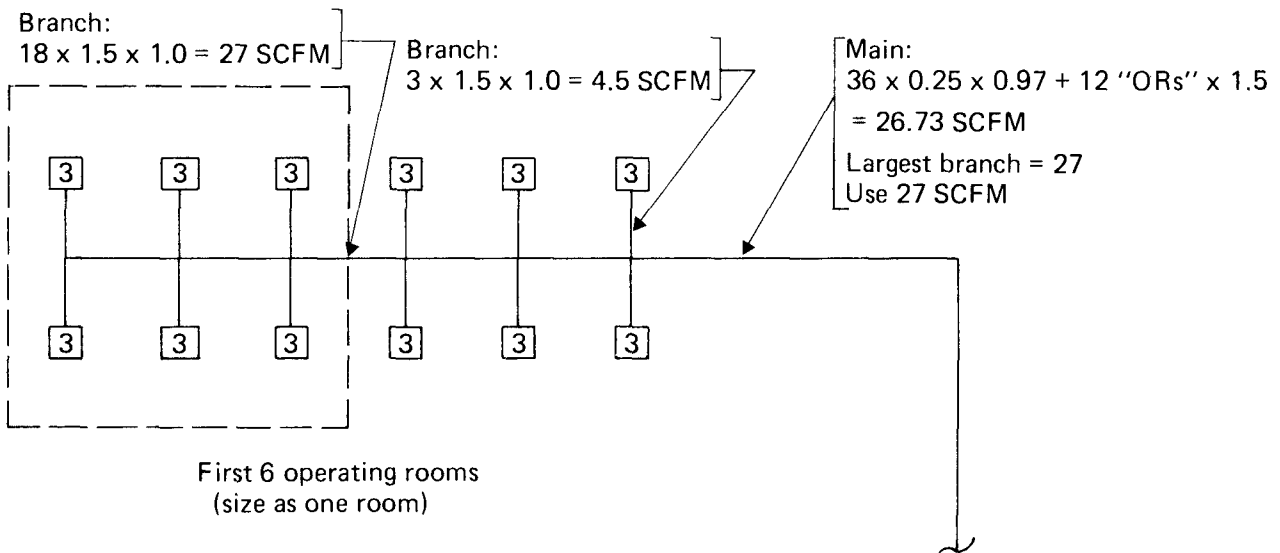 Branch:
18 x 1.5 x 1.0 = 27 SCFM
Branch:
3 x 1.5 x 1.0 = 4.5 SCFM
Main:
36 x 0.25 x 0.97 + 12 "ORs" x 1.5
= 26.73 SCFM
Largest branch = 27
Use 27 SCFM
3 3 3 3 3 3
3 3 3 3 3 3
First 6 operating rooms
(size as one room)